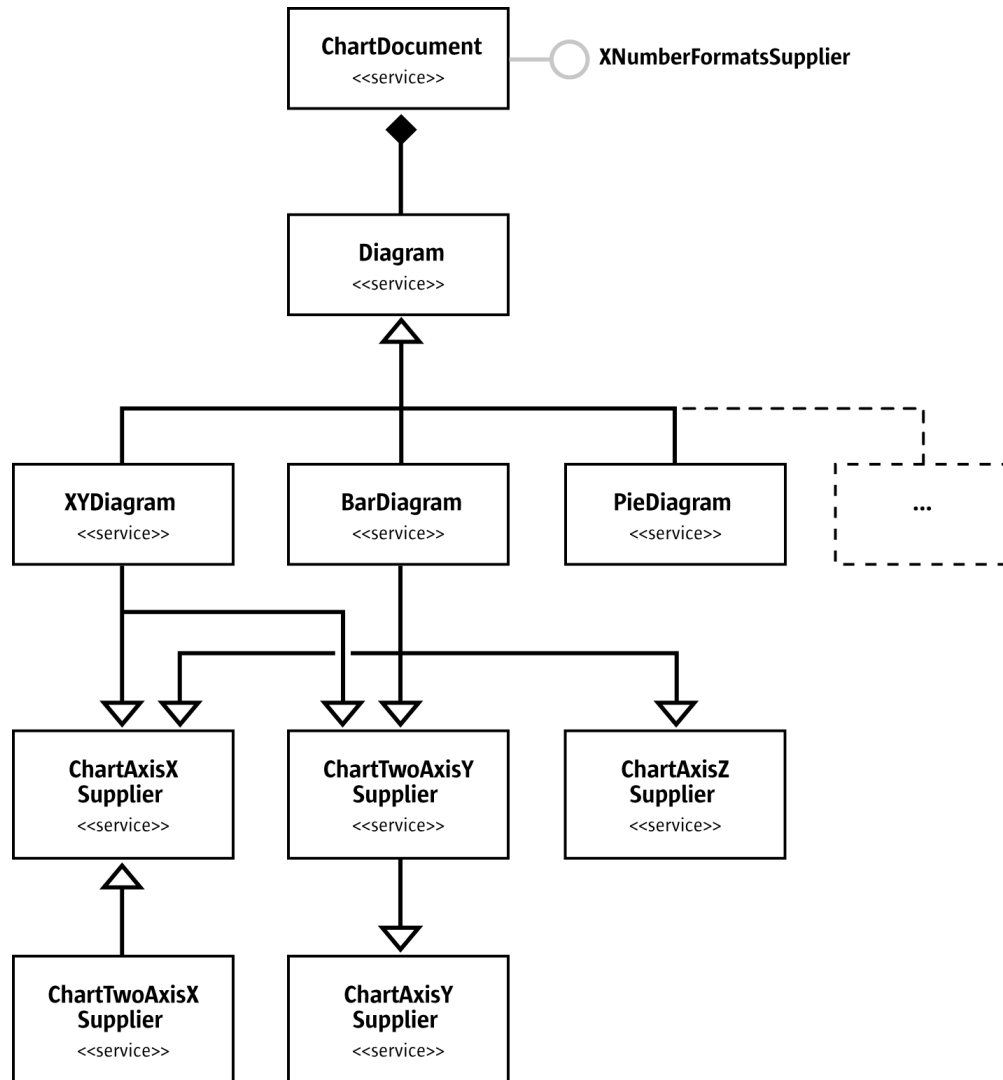 ChartDocument
<<service>>
XNumberFormatsSupplier
Diagram
<<service>>
XYDiagram
<<service>>
BarDiagram
<<service>>
PieDiagram
<<service>>
...
ChartAxisX
Supplier
<<service>>
ChartTwoAxisY
Supplier
<<service>>
ChartAxisZ
Supplier
<<service>>
ChartTwoAxisX
Supplier
<<service>>
ChartAxisY
Supplier
<<service>>